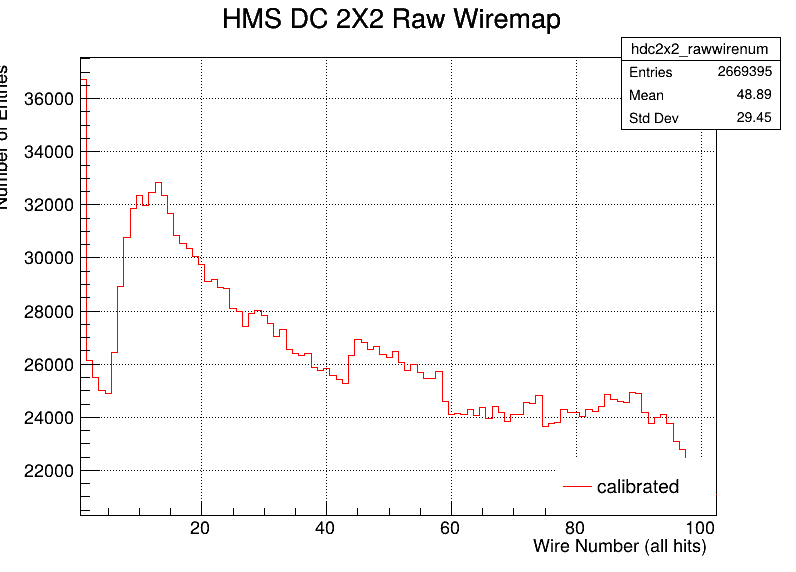 HMS DC 2X2 Raw Wiremap
hdc2x2_rawwirenum
Entries 2669395
Mean 48.89
Std Dev 29.45
Number of Entries
36000
34000
32000
30000
28000
26000
24000
22000
calibrated
20 40 60 80 100
Wire Number (all hits)